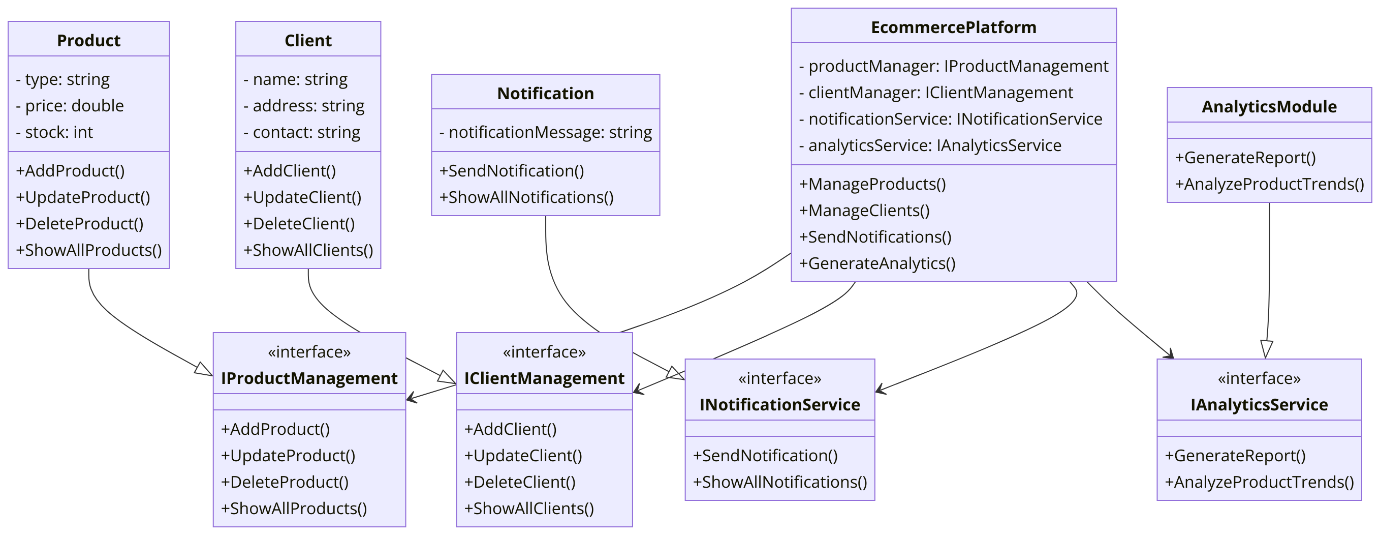 Product
- type: string
- price: double
- stock: int
+AddProduct()
+UpdateProduct()
+DeleteProduct()
+ShowAllProducts()
Client
- name: string
- address: string
- contact: string
+AddClient()
+UpdateClient()
+DeleteClient()
+ShowAllClients()
Notification
- notificationMessage: string
+SendNotification()
+ShowAllNotifications()
EcommercePlatform
- productManager: IProductManagement
- clientManager: IClientManagement
- notificationService: INotificationService
- analyticsService: IAnalyticsService
+ManageProducts()
+ManageClients()
+SendNotifications()
+GenerateAnalytics()
AnalyticsModule
+GenerateReport()
+AnalyzeProductTrends()
«interface»
IProductManagement
+AddProduct()
+UpdateProduct()
+DeleteProduct()
+ShowAllProducts()
«interface»
IClientManagement
+AddClient()
+UpdateClient()
+DeleteClient()
+ShowAllClients()
«interface»
INotificationService
+SendNotification()
+ShowAllNotifications()
«interface»
IAnalyticsService
+GenerateReport()
+AnalyzeProductTrends()